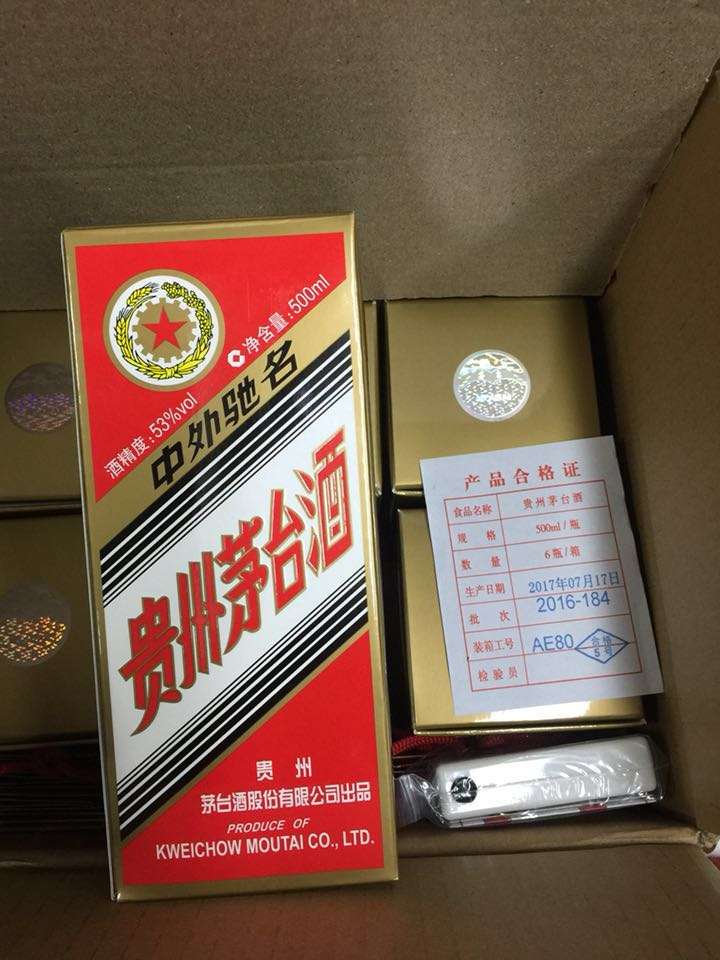 净含量:500ml
酒精度:53%vol
中外驰名
贵州茅台酒
贵州
茅台酒股份有限公司出品
PRODUCE OF
KWEICHOW MOUTAI CO., LTD.
产品合格证
食品名称 贵州茅台酒
规格 500ml/瓶
数量 6瓶/箱
生产日期 2017年07月17日
批次 2016-184
装箱工号 AE80
合格
5号
检验员